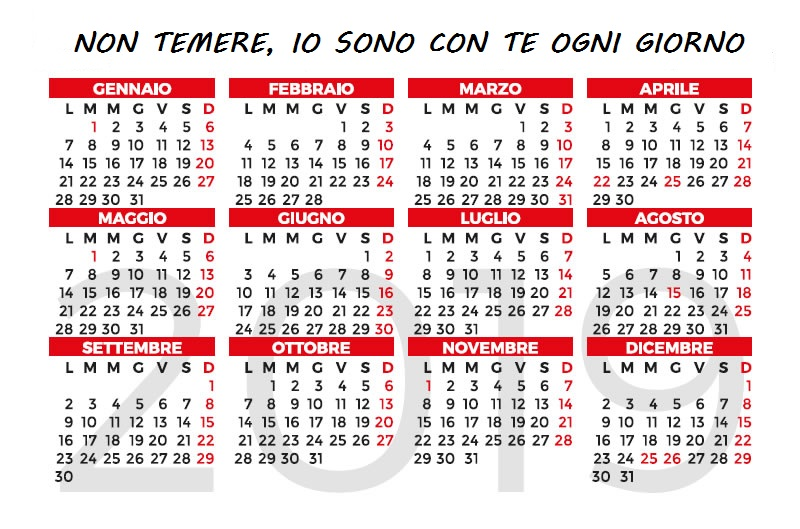 NON TEMERE, IO SONO CON TE OGNI GIORNO
GENNAIO
L M M G V S D
1 2 3 4 5 6
7 8 9 10 11 12 13
14 15 16 17 18 19 20
21 22 23 24 25 26 27
28 29 30 31
FEBBRAIO
L M M G V S D
1 2 3
4 5 6 7 8 9 10
11 12 13 14 15 16 17
18 19 20 21 22 23 24
25 26 27 28
MARZO
L M M G V S D
1 2 3
4 5 6 7 8 9 10
11 12 13 14 15 16 17
18 19 20 21 22 23 24
25 26 27 28 29 30 31
APRILE
L M M G V S D
1 2 3 4 5 6 7
8 9 10 11 12 13 14
15 16 17 18 19 20 21
22 23 24 25 26 27 28
29 30
MAGGIO
L M M G V S D
1 2 3 4 5 6
7 8 9 10 11 12 13
14 15 16 17 18 19 20
21 22 23 24 25 26 27
28 29 30 31
GIUGNO
L M M G V S D
1 2
3 4 5 6 7 8 9
10 11 12 13 14 15 16
17 18 19 20 21 22 23
24 25 26 27 28 29 30
LUGLIO
L M M G V S D
1 2 3 4 5 6 7
8 9 10 11 12 13 14
15 16 17 18 19 20 21
22 23 24 25 26 27 28
29 30 31
AGOSTO
L M M G V S D
1 2 3 4
5 6 7 8 9 10 11
12 13 14 15 16 17 18
19 20 21 22 23 24 25
26 27 28 29 30 31
SETTEMBRE
L M M G V S D
1
2 3 4 5 6 7 8
9 10 11 12 13 14 15
16 17 18 19 20 21 22
23 24 25 26 27 28 29
30
OTTOBRE
L M M G V S D
1 2 3 4 5 6
7 8 9 10 11 12 13
14 15 16 17 18 19 20
21 22 23 24 25 26 27
28 29 30 31
NOVEMBRE
L M M G V S D
1 2 3 4 5 6 7
8 9 10 11 12 13 14
15 16 17 18 19 20 21
22 23 24 25 26 27 28
29 30 31
DICEMBRE
L M M G V S D
1
2 3 4 5 6 7 8
9 10 11 12 13 14 15
16 17 18 19 20 21 22
23 24 25 26 27 28 29
30 31
2019